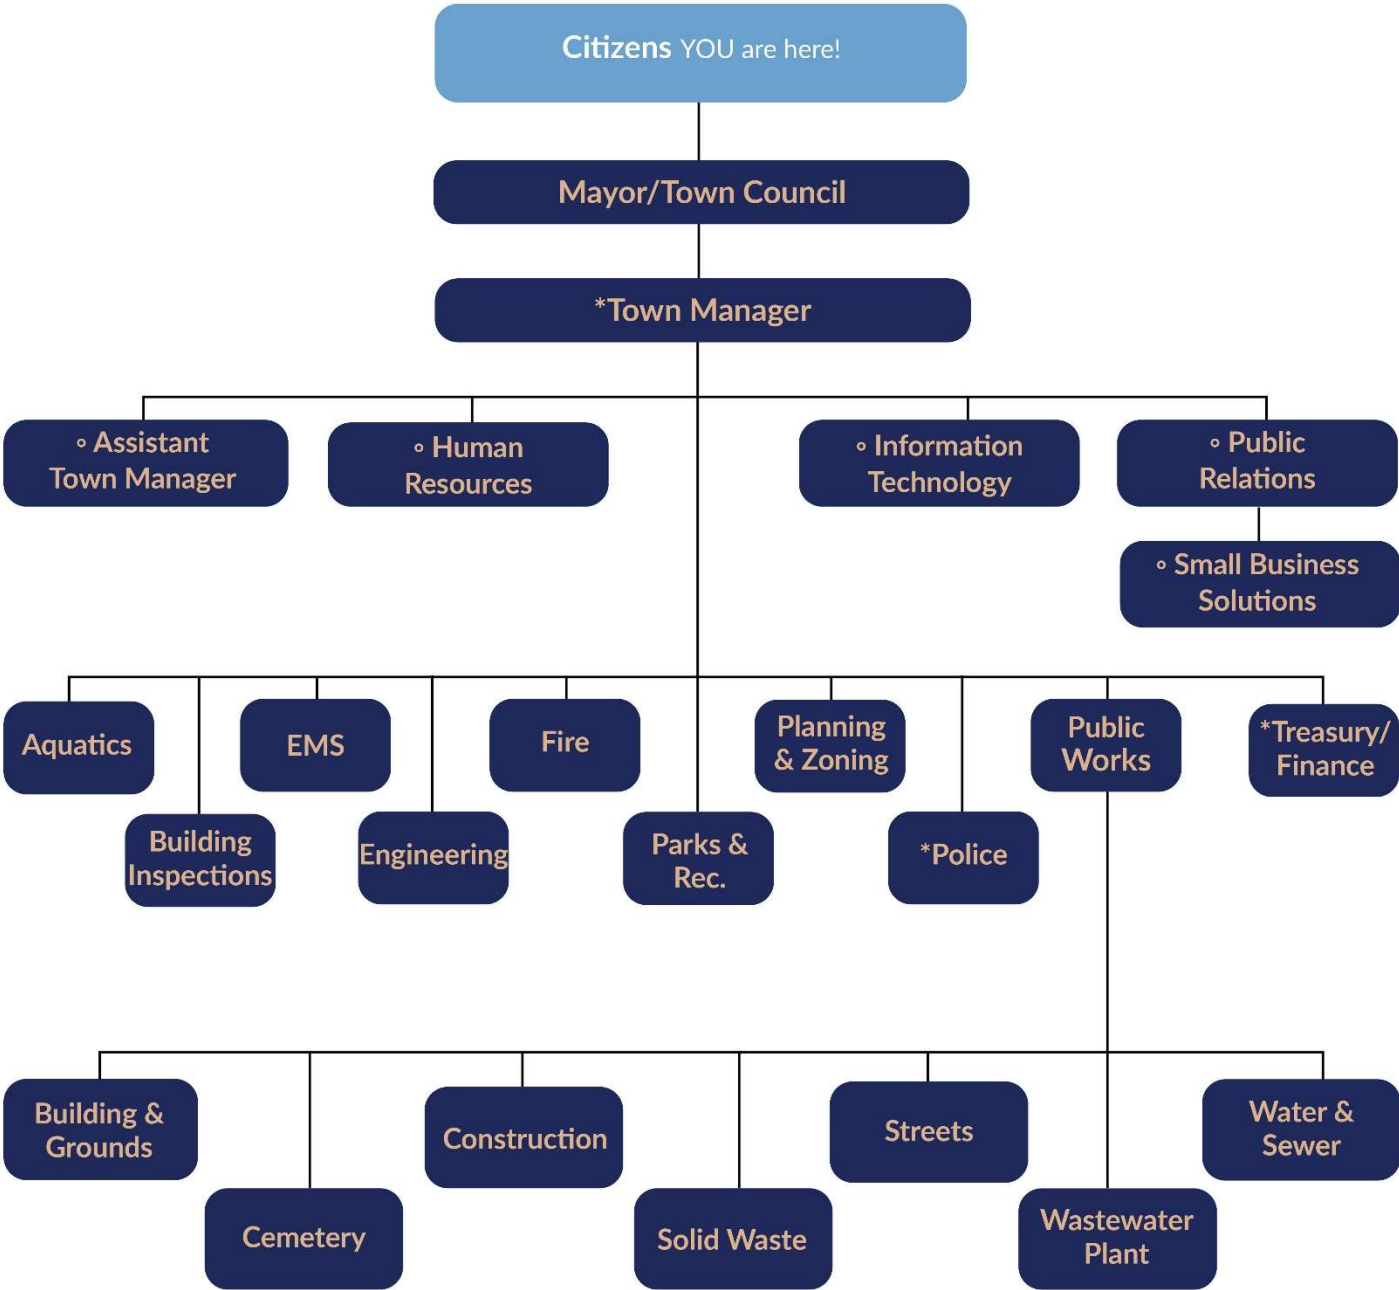 Citizens YOU are here!
Mayor/Town Council
*Town Manager
° Assistant
Town Manager
° Human
Resources
° Information
Technology
° Public
Relations
° Small Business
Solutions
Aquatics
Building
Inspections
EMS
Engineering
Fire
Parks &
Rec.
Planning
& Zoning
*Police
Public
Works
*Treasury/
Finance
Building &
Grounds
Cemetery
Construction
Solid Waste
Streets
Wastewater
Plant
Water &
Sewer